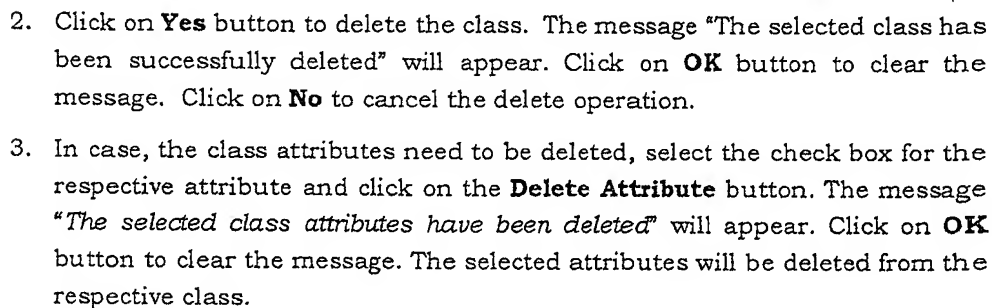 2. Click on Yes button to delete the class. The message "The selected class has
been successfully deleted" will appear. Click on OK button to clear the
message. Click on No to cancel the delete operation.
3. In case, the class attributes need to be deleted, select the check box for the
respective attribute and click on the Delete Attribute button. The message
"The selected class attributes have been deleted" will appear. Click on OK
button to clear the message. The selected attributes will be deleted from the
respective class.